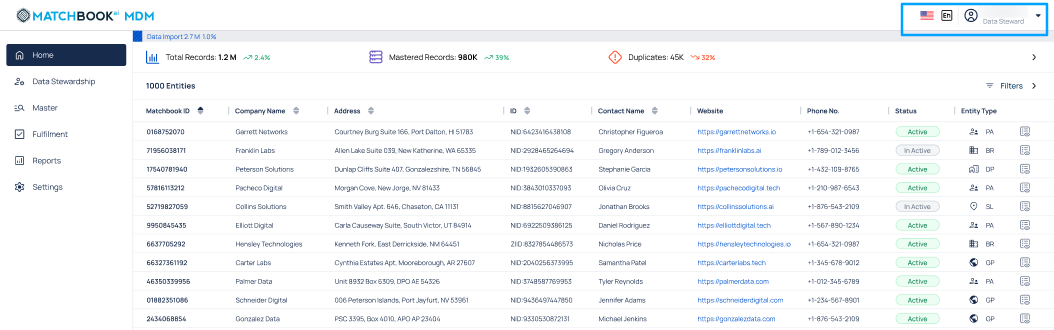 MATCHBOOK AI MDM
En
Data Steward
Data Import 2.7 M 1.0%
Home
Data Stewardship
Master
Fulfilment
Reports
Settings
Total Records: 1.2 M 2.4%
Mastered Records: 980K 39%
Duplicates: 45K 32%
1000 Entities
Filters
Matchbook ID Company Name Address ID Contact Name Website Phone No. Status Entity Type
0168752070 Garrett Networks Courtney Burg Suite 166, Port Dalton, HI 51783 NID:6423416438108 Christopher Figueroa https://garrettnetworks.io +1-654-321-0987 Active PA
71956038171 Franklin Labs Allen Lake Suite 039, New Katherine, WA 65335 NID:2928465264694 Gregory Anderson https://franklinlabs.ai +1-789-012-3456 In Active BR
17540781940 Peterson Solutions Dunlap Cliffs Suite 407, Gonzalezshire, TN 56845 NID:1932605390863 Stephanie Garcia https://petersonsolutions.io +1-432-109-8765 Active DP
57816113212 Pacheco Digital Morgan Cove, New Jorge, NV 81433 NID:3843010337093 Olivia Cruz https://pachecodigital.tech +1-210-987-6543 Active PA
52719827059 Collins Solutions Smith Valley Apt. 646, Chaseton, CA 11131 NID:8815627046907 Jonathan Brooks https://collinssolutions.ai +1-876-543-2109 In Active SL
9950845435 Elliott Digital Carla Causeway Suite, South Victor, UT 84914 NID:6922509386125 Daniel Rodriguez https://elliottdigital.tech +1-567-890-1234 Active PA
6637705292 Hensley Technologies Kenneth Fork, East Derrickside, NM 64451 ZIID:8327854486573 Nicholas Price https://hensleytechnologies.io +1-654-321-0987 Active BR
66327361192 Carter Labs Cynthia Estates Apt, Mooreborough, AR 27607 NID:2040256373995 Samantha Patel https://carterlabs.tech +1-345-678-9012 Active GP
46350339956 Palmer Data Unit 8932 Box 6309, DPO AE 54326 NID:3748587769953 Tyler Reynolds https://palmerdata.com +1-012-345-6789 Active PA
01882351086 Schneider Digital 006 Peterson Islands, Port Jayfurt, NV 53961 NID:9436497447850 Jennifer Adams https://schneiderdigital.com +1-234-567-8901 Active GP
2434068854 Gonzalez Data PSC 3395, Box 4010, APO AP 23404 NID:9330530872131 Michael Jenkins https://gonzalezdata.com +1-876-543-2109 Active GP